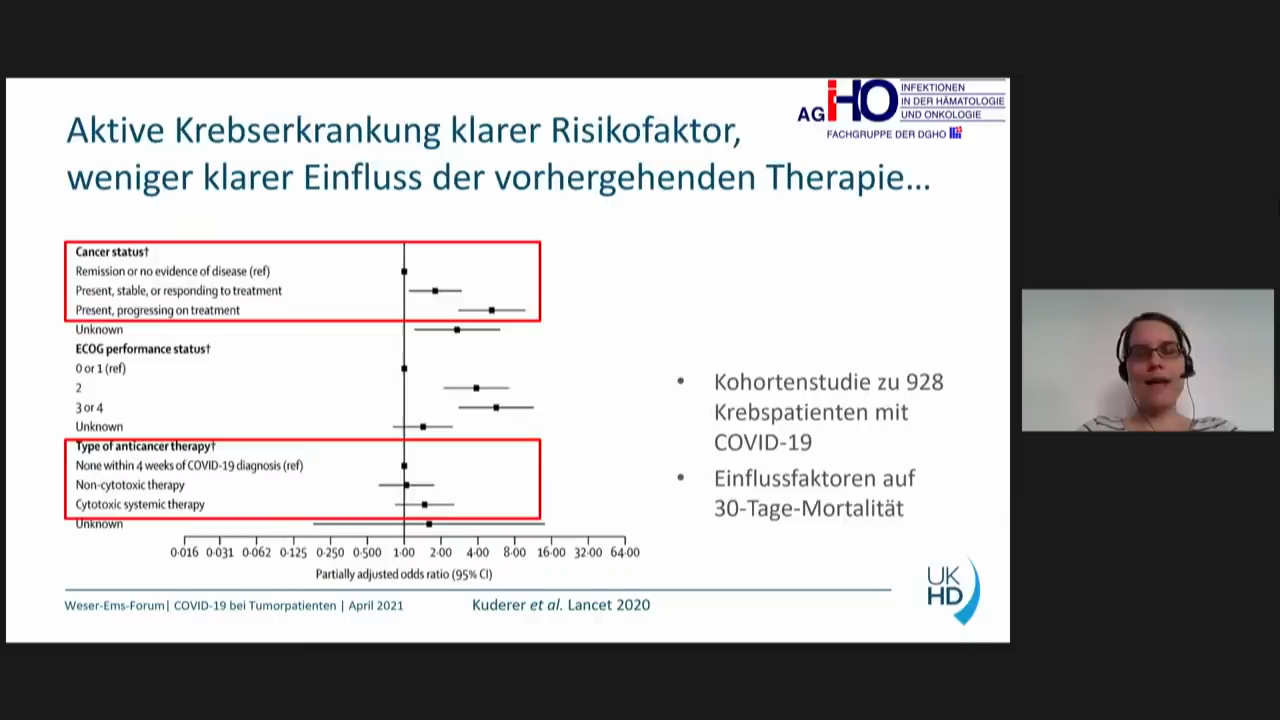 AG iHO INFEKTIONEN
IN DER HÄMATOLOGIE
UND ONKOLOGIE
FACHGRUPPE DER DGHO
Aktive Krebserkrankung klarer Risikofaktor,
weniger klarer Einfluss der vorhergehenden Therapie...
Cancer status†
Remission or no evidence of disease (ref)
Present, stable, or responding to treatment
Present, progressing on treatment
Unknown
ECOG performance status†
0 or 1 (ref)
2
3 or 4
Unknown
Type of anticancer therapy†
None within 4 weeks of COVID-19 diagnosis (ref)
Non-cytotoxic therapy
Cytotoxic systemic therapy
Unknown
0·016 0·031 0·062 0·125 0·250 0·500 1·00 2·00 4·00 8·00 16·00 32·00 64·00
Partially adjusted odds ratio (95% CI)
• Kohortenstudie zu 928
Krebspatienten mit
COVID-19
• Einflussfaktoren auf
30-Tage-Mortalität
Weser-Ems-Forum| COVID-19 bei Tumorpatienten | April 2021
Kuderer et al. Lancet 2020
UK
HD